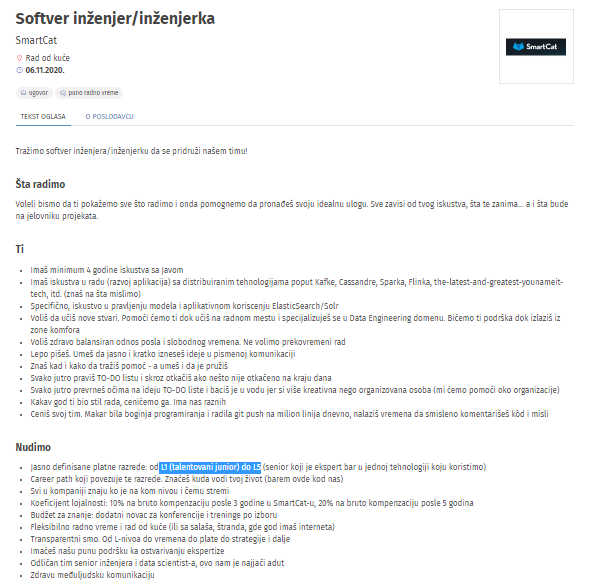 Softver inženjer/inženjerka
SmartCat
Rad od kuće
06.11.2020.
ugovor
puno radno vreme
SmartCat
TEKST OGLASA
O POSLODAVCU
Tražimo softver inženjera/inženjerku da se pridruži našem timu!
Šta radimo
Voleli bismo da ti pokažemo sve što radimo i onda pomognemo da pronađeš svoju idealnu ulogu. Sve zavisi od tvog iskustva, šta te zanima... a i šta bude
na jelovniku projekata.
Ti
Imaš minimum 4 godine iskustva sa Javom
Imaš iskustva u radu (razvoj aplikacija) sa distribuiranim tehnologijama poput Kafke, Cassandre, Sparka, Flinka, the-latest-and-greatest-younameit-
tech, itd. (znaš na šta mislimo)
Specifično, iskustvo u pravljenju modela i aplikativnom koriscenju ElasticSearch/Solr
Voliš da učiš nove stvari. Pomoći ćemo ti dok učiš na radnom mestu i specijalizuješ se u Data Engineering domenu. Bićemo ti podrška dok izlaziš iz
zone komfora
Voliš zdravo balansiran odnos posla i slobodnog vremena. Ne volimo prekovremeni rad
Lepo pišeš. Umeš da jasno i kratko izneseš ideje u pismenoj komunikaciji
Znaš kad i kako da tražiš pomoć - a umeš i da je pružiš
Svako jutro praviš TO-DO listu i skroz otkačiš ako nešto nije otkačeno na kraju dana
Svako jutro prevrneš očima na ideju TO-DO liste i baciš je u vodu jer si više kreativna nego organizovana osoba (mi ćemo pomoći oko organizacije)
Kakav god ti bio stil rada, cenićemo ga. Ima nas raznih
Ceniš svoj tim. Makar bila boginja programiranja i radila git push na milion linija dnevno, nalaziš vremena da smisleno komentarišeš kôd i misli
Nudimo
Jasno definisane platne razrede: od L1 (talentovani junior) do L5 (senior koji je ekspert bar u jednoj tehnologiji koju koristimo)
Career path koji povezuje te razrede. Značeš kuda vodi tvoj život (barem ovde kod nas)
Svi u kompaniji znaju ko je na kom nivou i čemu stremi
Koeficijent lojalnosti: 10% na bruto kompenzaciju posle 3 godine u SmartCat-u, 20% na bruto kompenzaciju posle 5 godina
Budžet za znanje: dodatni novac za konferencije i treninge po izboru
Fleksibilno radno vreme i rad od kuće (ili sa salaša, štranda, gde god imaš interneta)
Transparentni smo. Od L-nivoa do vremena do plate do strategije i dalje
Imaćeš našu punu podršku ka ostvarivanju ekspertize
Odličan tim senior inženjera i data scientist-a, ovo nam je najjači adut
Zdravu međuljudsku komunikaciju